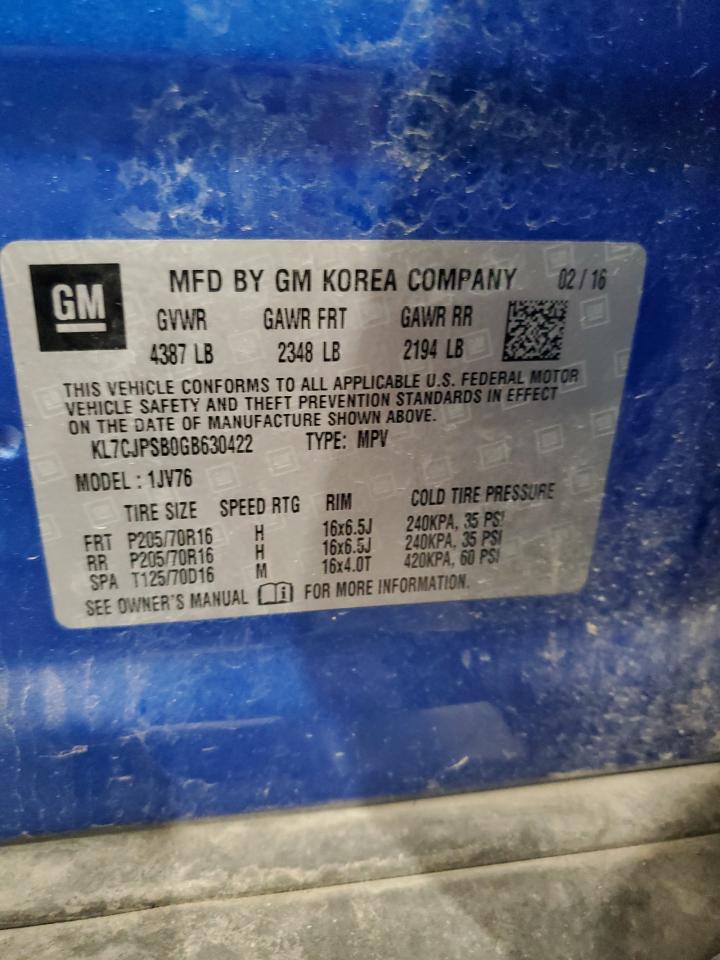 GM
MFD BY GM KOREA COMPANY 02/16
GVWR GAWR FRT GAWR RR
4387 LB 2348 LB 2194 LB
THIS VEHICLE CONFORMS TO ALL APPLICABLE U.S. FEDERAL MOTOR
VEHICLE SAFETY AND THEFT PREVENTION STANDARDS IN EFFECT
ON THE DATE OF MANUFACTURE SHOWN ABOVE.
KL7CJPSB0GB630422 TYPE: MPV
MODEL : 1JV76
TIRE SIZE SPEED RTG RIM COLD TIRE PRESSURE
FRT P205/70R16 H 16x6.5J 240KPA, 35 PSI
RR P205/70R16 H 16x6.5J 240KPA, 35 PSI
SPA T125/70D16 M 16x4.0T 420KPA, 60 PSI
SEE OWNER'S MANUAL i FOR MORE INFORMATION.